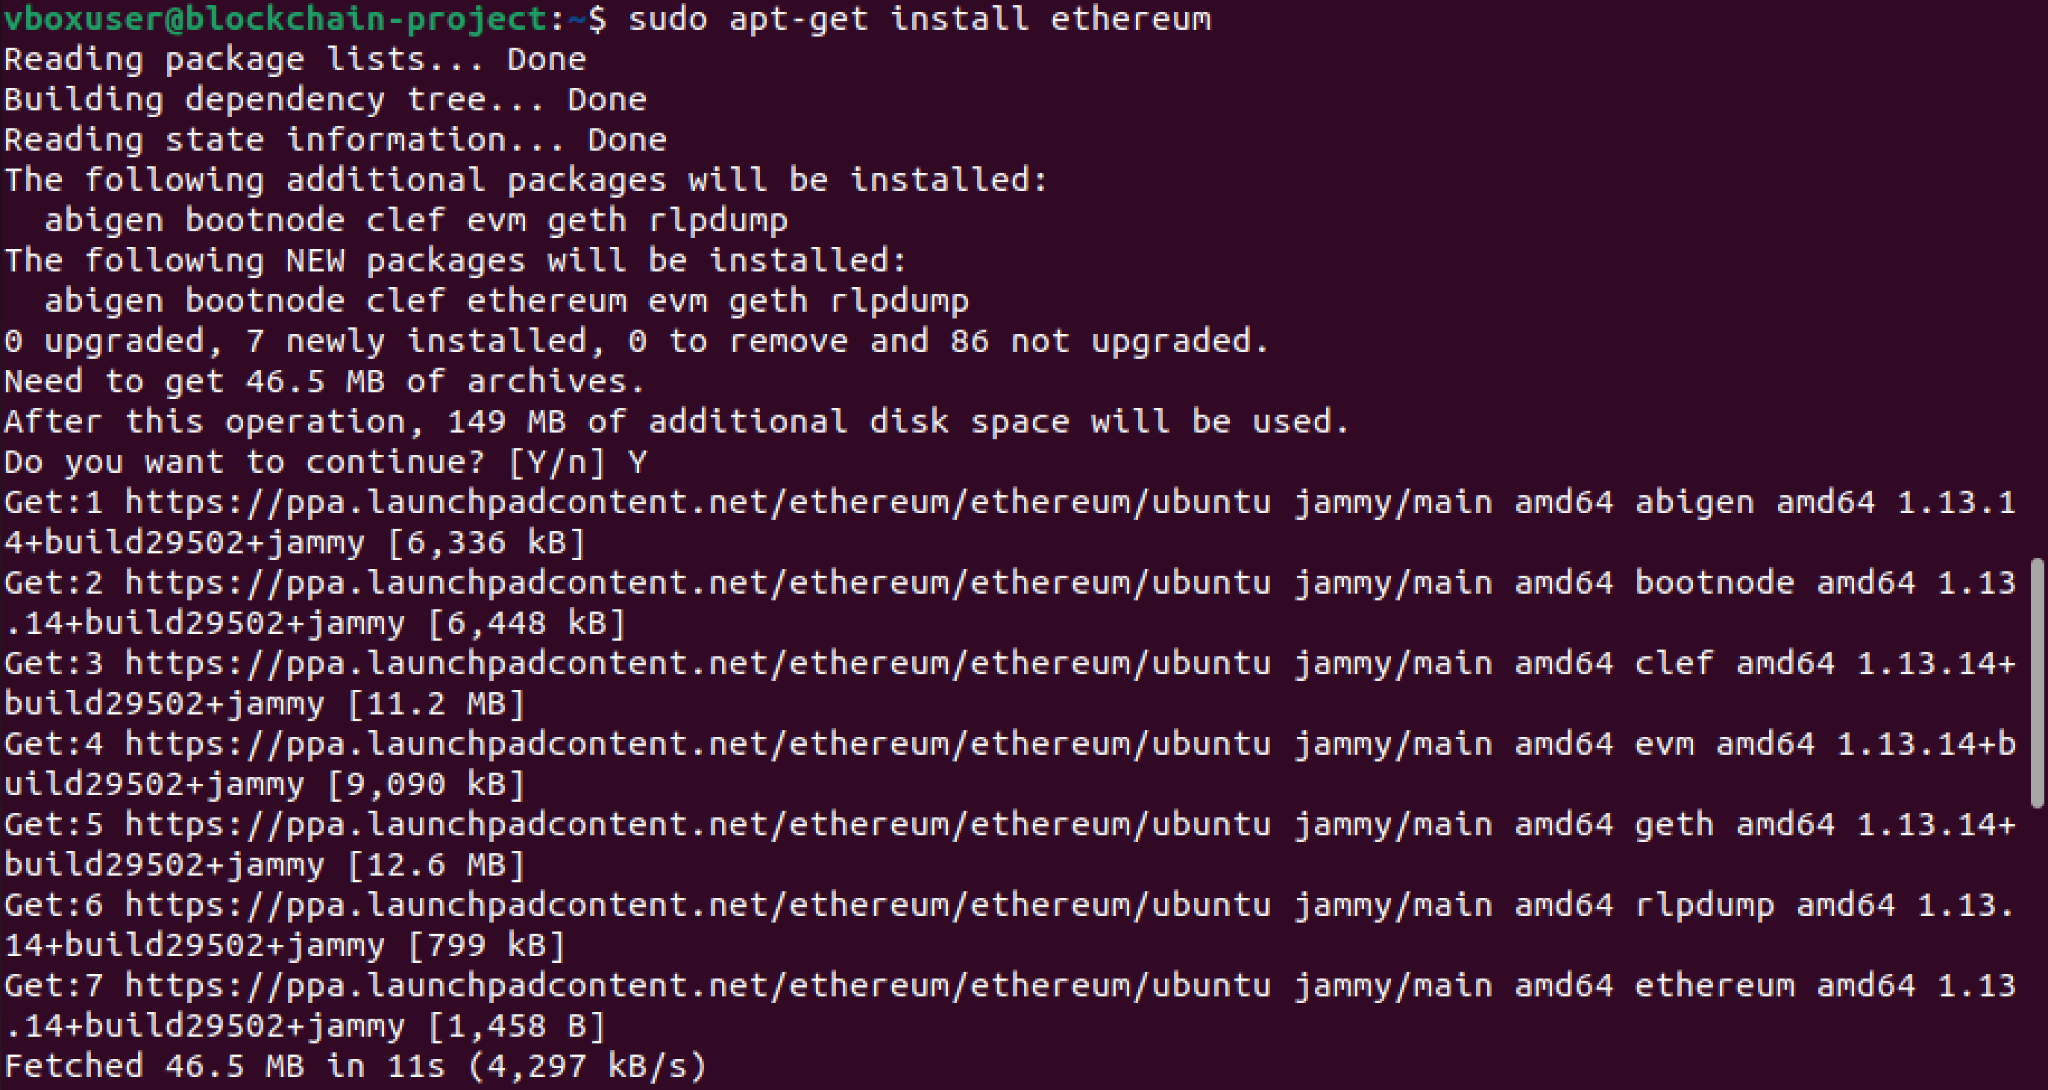 vboxuser@blockchain-project:~$ sudo apt-get install ethereum
Reading package lists... Done
Building dependency tree... Done
Reading state information... Done
The following additional packages will be installed:
  abigen bootnode clef evm geth rlpdump
The following NEW packages will be installed:
  abigen bootnode clef ethereum evm geth rlpdump
0 upgraded, 7 newly installed, 0 to remove and 86 not upgraded.
Need to get 46.5 MB of archives.
After this operation, 149 MB of additional disk space will be used.
Do you want to continue? [Y/n] Y
Get:1 https://ppa.launchpadcontent.net/ethereum/ethereum/ubuntu jammy/main amd64 abigen amd64 1.13.1
4+build29502+jammy [6,336 kB]
Get:2 https://ppa.launchpadcontent.net/ethereum/ethereum/ubuntu jammy/main amd64 bootnode amd64 1.13
.14+build29502+jammy [6,448 kB]
Get:3 https://ppa.launchpadcontent.net/ethereum/ethereum/ubuntu jammy/main amd64 clef amd64 1.13.14+
build29502+jammy [11.2 MB]
Get:4 https://ppa.launchpadcontent.net/ethereum/ethereum/ubuntu jammy/main amd64 evm amd64 1.13.14+b
uild29502+jammy [9,090 kB]
Get:5 https://ppa.launchpadcontent.net/ethereum/ethereum/ubuntu jammy/main amd64 geth amd64 1.13.14+
build29502+jammy [12.6 MB]
Get:6 https://ppa.launchpadcontent.net/ethereum/ethereum/ubuntu jammy/main amd64 rlpdump amd64 1.13.
14+build29502+jammy [799 kB]
Get:7 https://ppa.launchpadcontent.net/ethereum/ethereum/ubuntu jammy/main amd64 ethereum amd64 1.13
.14+build29502+jammy [1,458 B]
Fetched 46.5 MB in 11s (4,297 kB/s)